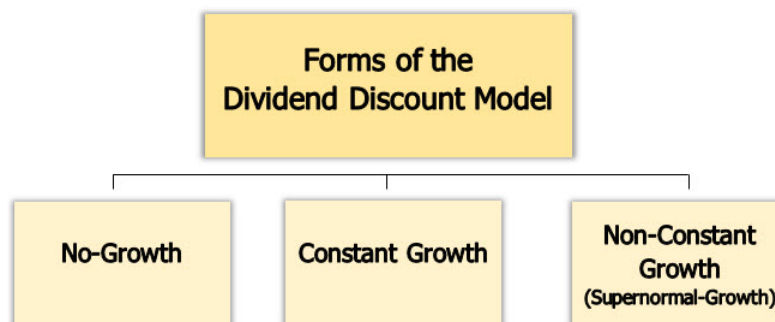 Forms of the
Dividend Discount Model
No-Growth
Constant Growth
Non-Constant
Growth
(Supernormal-Growth)